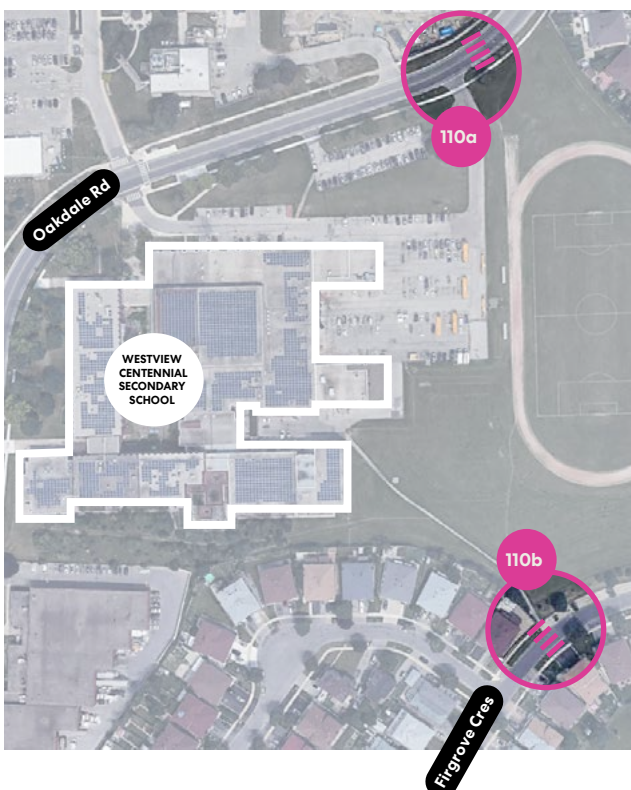 110a
Oakdale Rd
WESTVIEW
CENTENNIAL
SECONDARY
SCHOOL
110b
Firgrove Cres